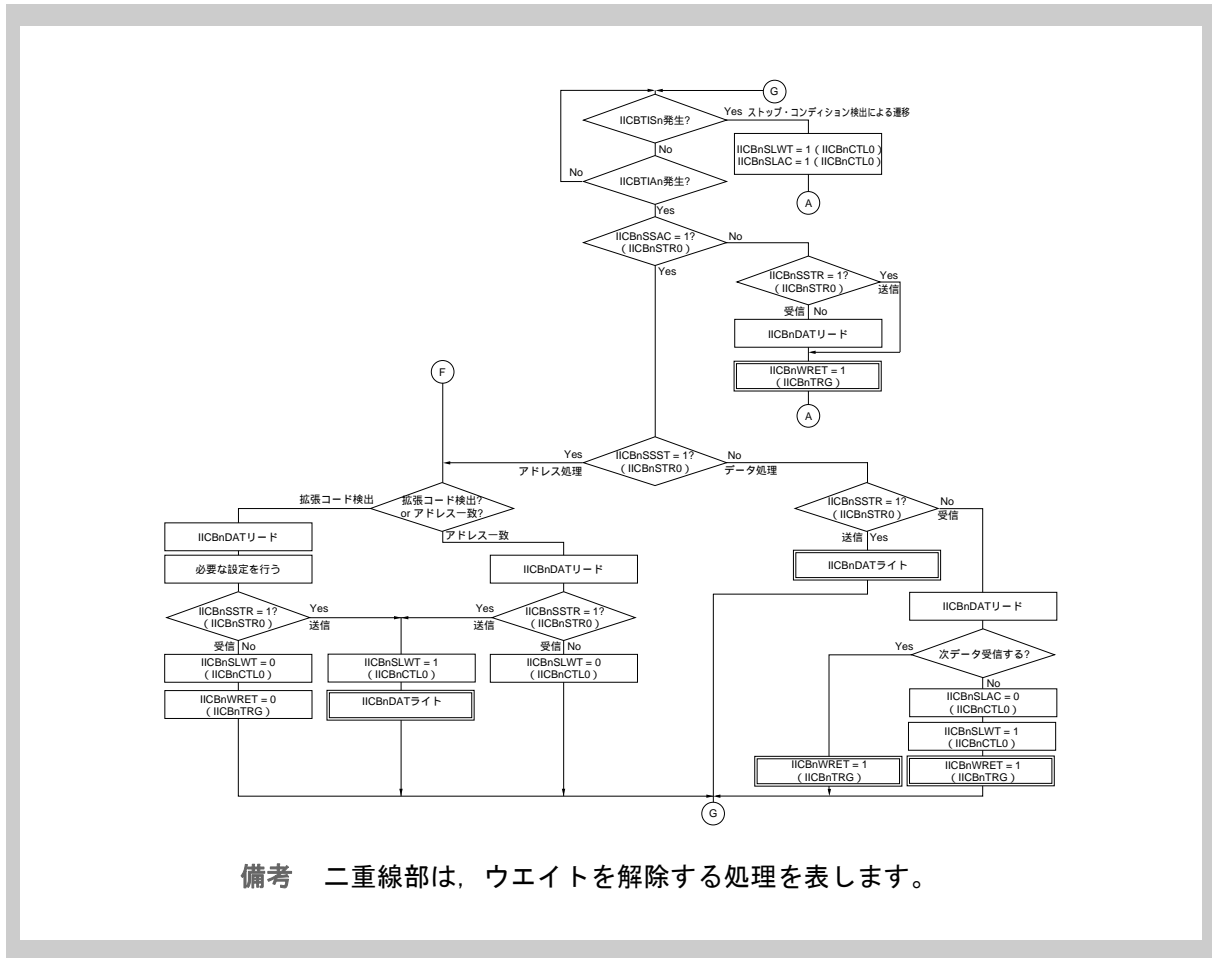 G
IICBTISn発生?
Yes ストップ・コンディション検出による遷移
No
IICBnSLWT = 1 ( IICBnCTL0 )
IICBnSLAC = 1 ( IICBnCTL0 )
A
No
IICBTIAn発生?
Yes
IICBnSSAC = 1?
( IICBnSTR0 )
No
Yes
IICBnSSTR = 1?
( IICBnSTR0 )
Yes
送信
受信 No
IICBnDATリード
IICBnWRET = 1
( IICBnTRG )
A
F
Yes
アドレス処理
IICBnSSST = 1?
( IICBnSTR0 )
No
データ処理
拡張コード検出
拡張コード検出?
or アドレス一致?
アドレス一致
IICBnDATリード
必要な設定を行う
IICBnSSTR = 1?
( IICBnSTR0 )
Yes
送信
受信 No
IICBnSLWT = 0
( IICBnCTL0 )
IICBnWRET = 0
( IICBnTRG )
IICBnSLWT = 1
( IICBnCTL0 )
IICBnDATライト
IICBnDATリード
Yes
送信
IICBnSSTR = 1?
( IICBnSTR0 )
受信 No
IICBnSLWT = 0
( IICBnCTL0 )
IICBnSSTR = 1?
( IICBnSTR0 )
No
受信
送信 Yes
IICBnDATライト
IICBnDATリード
Yes
次データ受信する?
No
IICBnSLAC = 0
( IICBnCTL0 )
IICBnSLWT = 1
( IICBnCTL0 )
IICBnWRET = 1
( IICBnTRG )
IICBnWRET = 1
( IICBnTRG )
G
備考 二重線部は，ウエイトを解除する処理を表します。